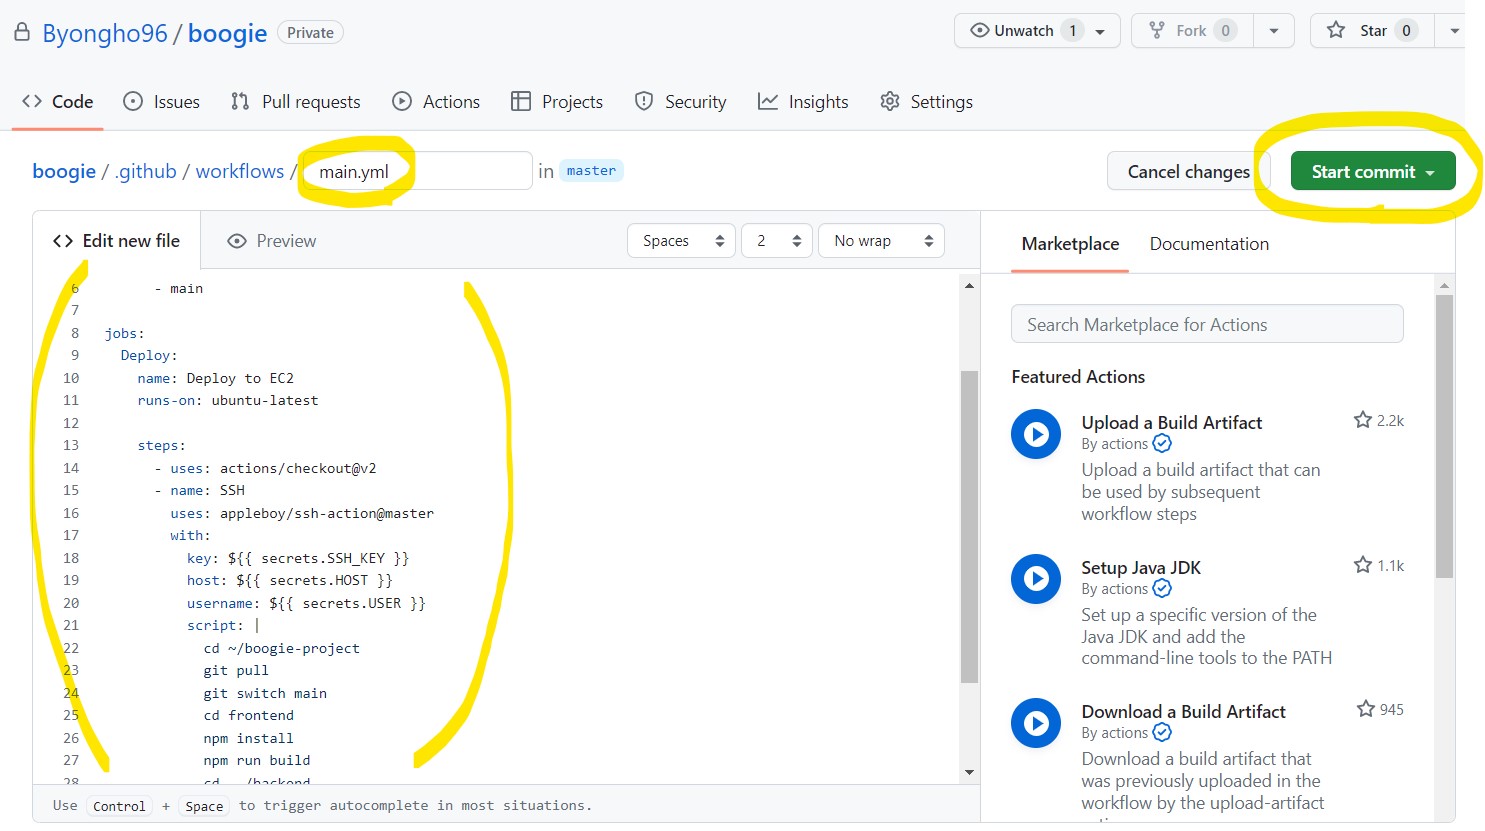 Byongho96 / boogie Private
Unwatch 1 Fork 0 Star 0
Code Issues Pull requests Actions Projects Security Insights Settings
boogie / .github / workflows / main.yml in master Cancel changes Start commit
Edit new file Preview Spaces 2 No wrap
6 - main
7
8 jobs:
9 Deploy:
10 name: Deploy to EC2
11 runs-on: ubuntu-latest
12
13 steps:
14 - uses: actions/checkout@v2
15 - name: SSH
16 uses: appleboy/ssh-action@master
17 with:
18 key: ${{ secrets.SSH_KEY }}
19 host: ${{ secrets.HOST }}
20 username: ${{ secrets.USER }}
21 script: |
22 cd ~/boogie-project
23 git pull
24 git switch main
25 cd frontend
26 npm install
27 npm run build
28 cd ../backend
Use Control + Space to trigger autocomplete in most situations.
Marketplace Documentation
Search Marketplace for Actions
Featured Actions
Upload a Build Artifact 2.2k
By actions
Upload a build artifact that can
be used by subsequent
workflow steps
Setup Java JDK 1.1k
By actions
Set up a specific version of the
Java JDK and add the
command-line tools to the PATH
Download a Build Artifact 945
By actions
Download a build artifact that
was previously uploaded in the
workflow by the upload-artifact